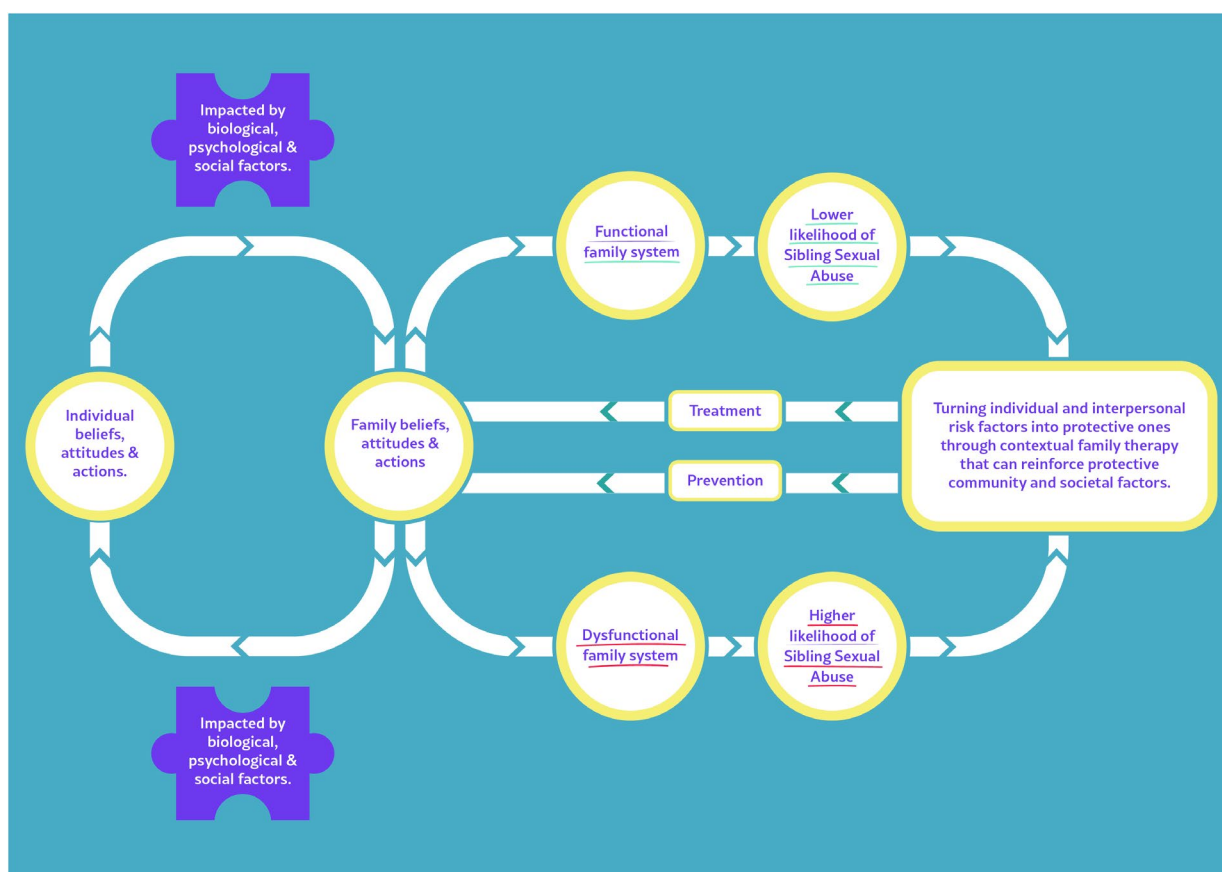 Impacted by
biological,
psychological &
social factors.
Functional
family system
Lower
likelihood of
Sibling Sexual
Abuse
Individual
beliefs,
attitudes &
actions.
Family beliefs,
attitudes &
actions
Treatment
Prevention
Turning individual and interpersonal
risk factors into protective ones
through contextual family therapy
that can reinforce protective
community and societal factors.
Dysfunctional
family system
Higher
likelihood of
Sibling Sexual
Abuse
Impacted by
biological,
psychological &
social factors.